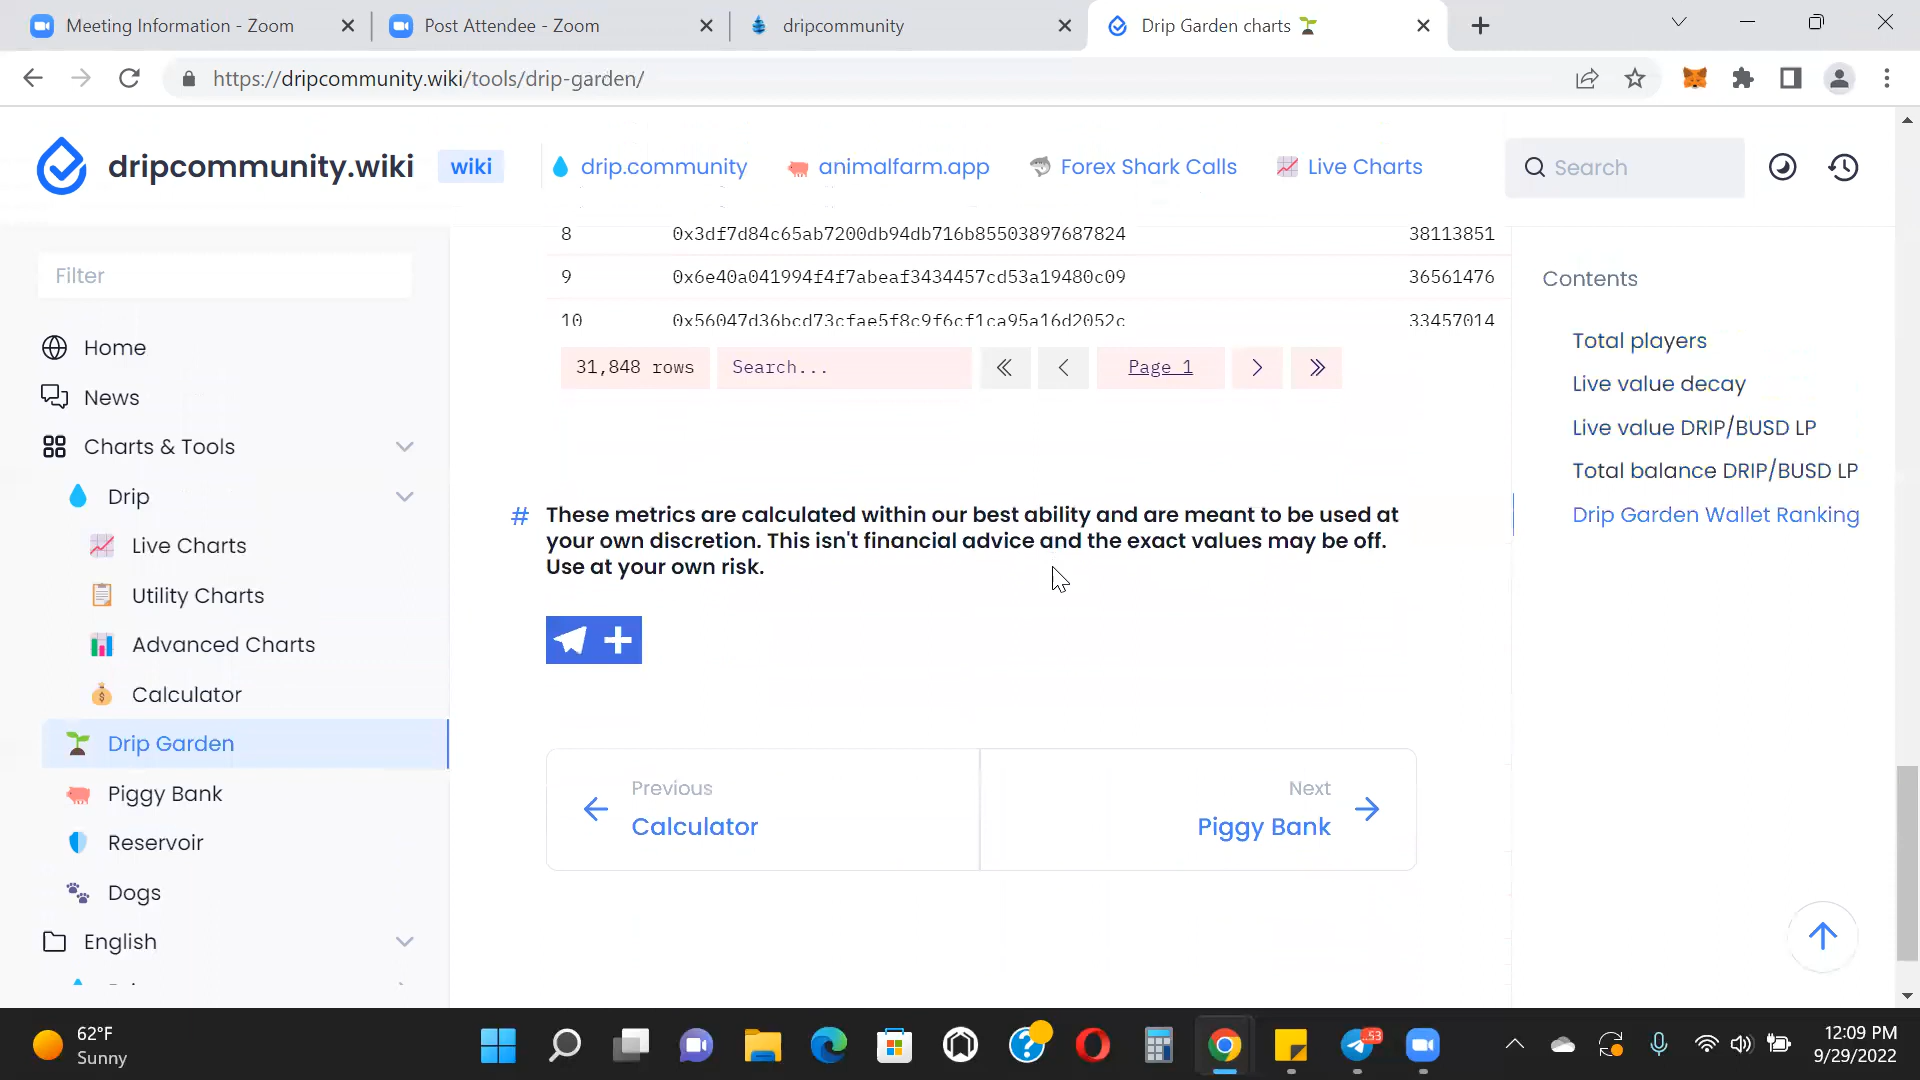 Meeting Information - Zoom
Post Attendee - Zoom
dripcommunity
Drip Garden charts
https://dripcommunity.wiki/tools/drip-garden/
dripcommunity.wiki
wiki
drip.community
animalfarm.app
Forex Shark Calls
Live Charts
Search
Filter
Home
News
Charts & Tools
Drip
Live Charts
Utility Charts
Advanced Charts
Calculator
Drip Garden
Piggy Bank
Reservoir
Dogs
English
8 0x3df7d84c65ab7200db94db716b85503897687824 38113851
9 0x6e40a041994f4f7abeaf3434457cd53a19480c09 36561476
10 0x56047d36bcd73cfae5f8c9f6cf1ca95a16d2052c 33457014
31,848 rows
Search...
Page 1
# These metrics are calculated within our best ability and are meant to be used at
your own discretion. This isn't financial advice and the exact values may be off.
Use at your own risk.
Previous
Calculator
Next
Piggy Bank
Contents
Total players
Live value decay
Live value DRIP/BUSD LP
Total balance DRIP/BUSD LP
Drip Garden Wallet Ranking
62°F
Sunny
53
12:09 PM
9/29/2022